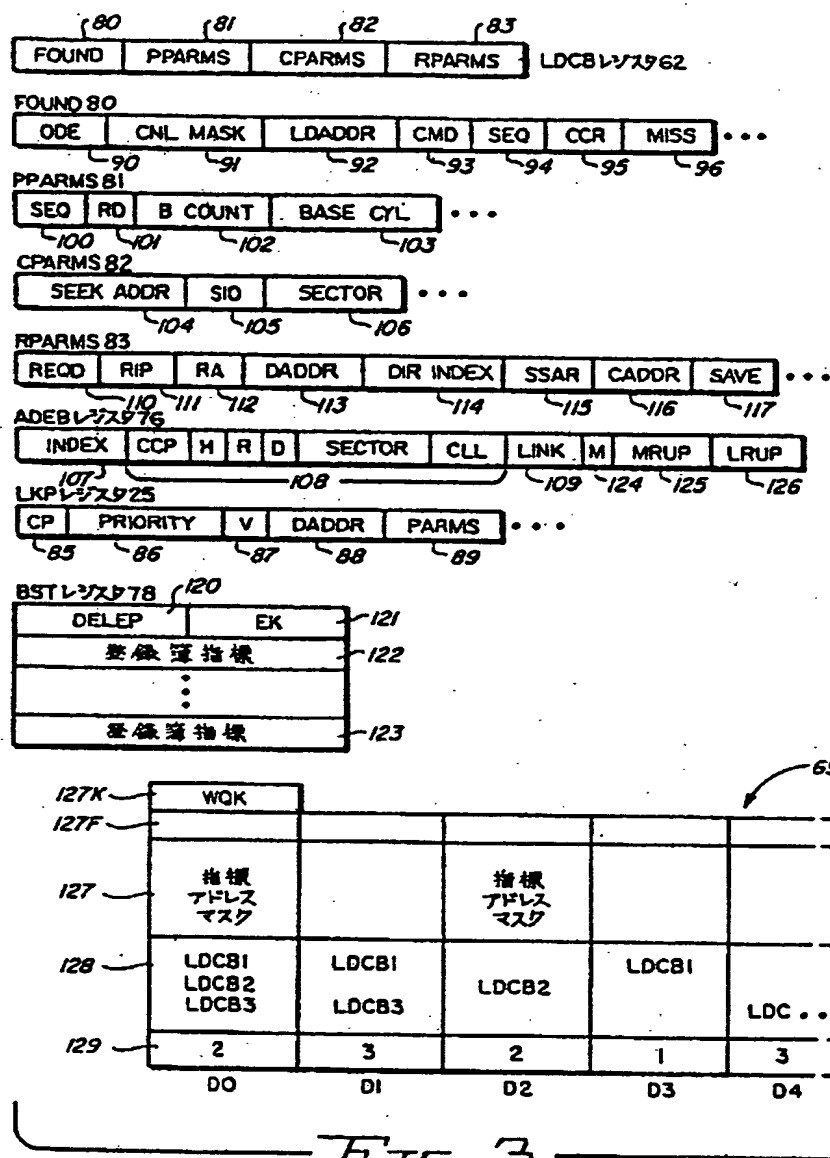 80 81 82 83
FOUND PPARMS CPARMS RPARMS LDCBレジスタ62
FOUND 80
ODE CNL MASK LDADDR CMD SEQ CCR MISS •••
90 91 92 93 94 95 96
PPARMS 81
SEQ RD B COUNT BASE CYL •••
100 101 102 103
CPARMS 82
SEEK ADDR SIO SECTOR •••
104 105 106
RPARMS 83
REQD RIP RA DADDR DIR INDEX SSAR CADDR SAVE •••
110 111 112 113 114 115 116 117
ADEBレジスタ76
INDEX CCP H R D SECTOR CLL LINK M MRUP LRUP
107 108 109 124 125 126
LKPレジスタ25
CP PRIORITY V DADDR PARMS •••
85 86 87 88 89
BSTレジスタ78 120
DELEP EK 121
登録簿指標 122
登録簿指標 123
127K WQK
127F
127 指標 指標
アドレス アドレス
マスク マスク
128 LDCB1 LDCB1 LDCB1
LDCB2 LDCB2
LDCB3 LDCB3 LDC •••
129 2 3 2 1 3
D0 D1 D2 D3 D4